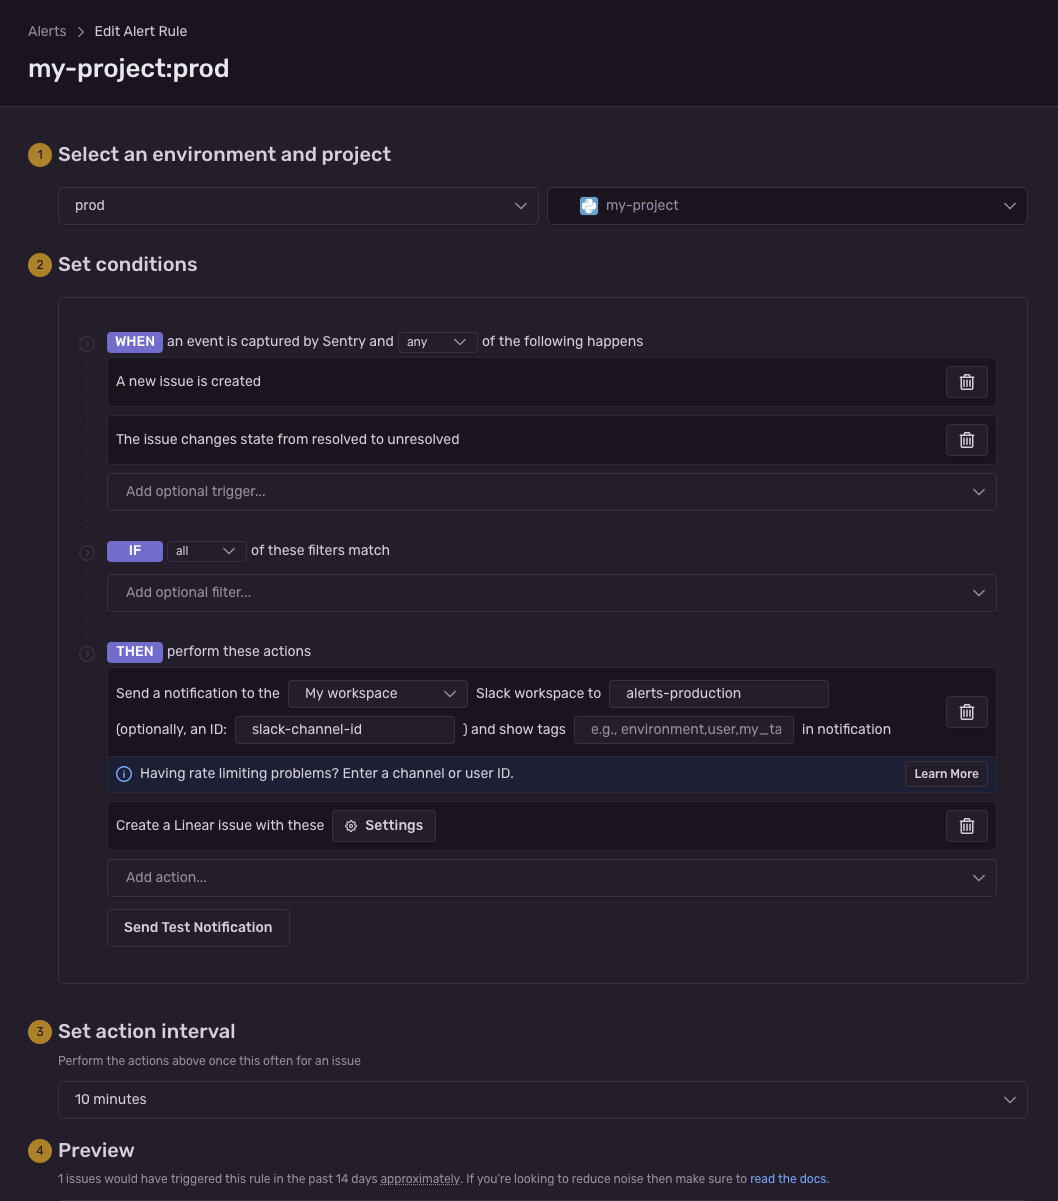 Alerts > Edit Alert Rule
my-project:prod
1 Select an environment and project
prod my-project
2 Set conditions
WHEN an event is captured by Sentry and any of the following happens
A new issue is created
The issue changes state from resolved to unresolved
Add optional trigger...
IF all of these filters match
Add optional filter...
THEN perform these actions
Send a notification to the My workspace Slack workspace to alerts-production
(optionally, an ID: slack-channel-id ) and show tags e.g., environment,user,my_ta in notification
Having rate limiting problems? Enter a channel or user ID. Learn More
Create a Linear issue with these Settings
Add action...
Send Test Notification
3 Set action interval
Perform the actions above once this often for an issue
10 minutes
4 Preview
1 issues would have triggered this rule in the past 14 days approximately. If you're looking to reduce noise then make sure to read the docs.